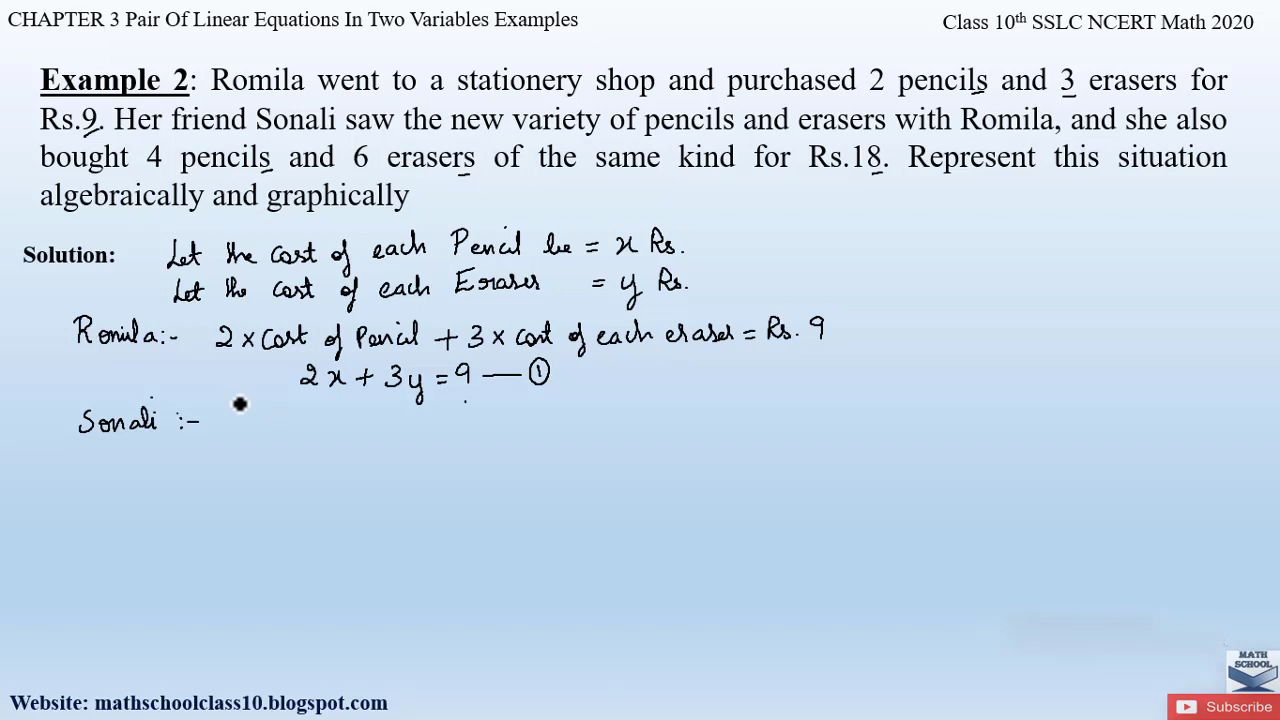 CHAPTER 3 Pair Of Linear Equations In Two Variables Examples
Class 10th SSLC NCERT Math 2020
Example 2: Romila went to a stationery shop and purchased 2 pencils and 3 erasers for
Rs.9. Her friend Sonali saw the new variety of pencils and erasers with Romila, and she also
bought 4 pencils and 6 erasers of the same kind for Rs.18. Represent this situation
algebraically and graphically
Solution: Let the cost of each Pencil be = x Rs.
Let the cost of each Eraser = y Rs.
Romila:- 2 × Cost of Pencil + 3 × cost of each eraser = Rs. 9
2x + 3y = 9 — ①
Sonali :-
MATH
SCHOOL
Website: mathschoolclass10.blogspot.com
Subscribe